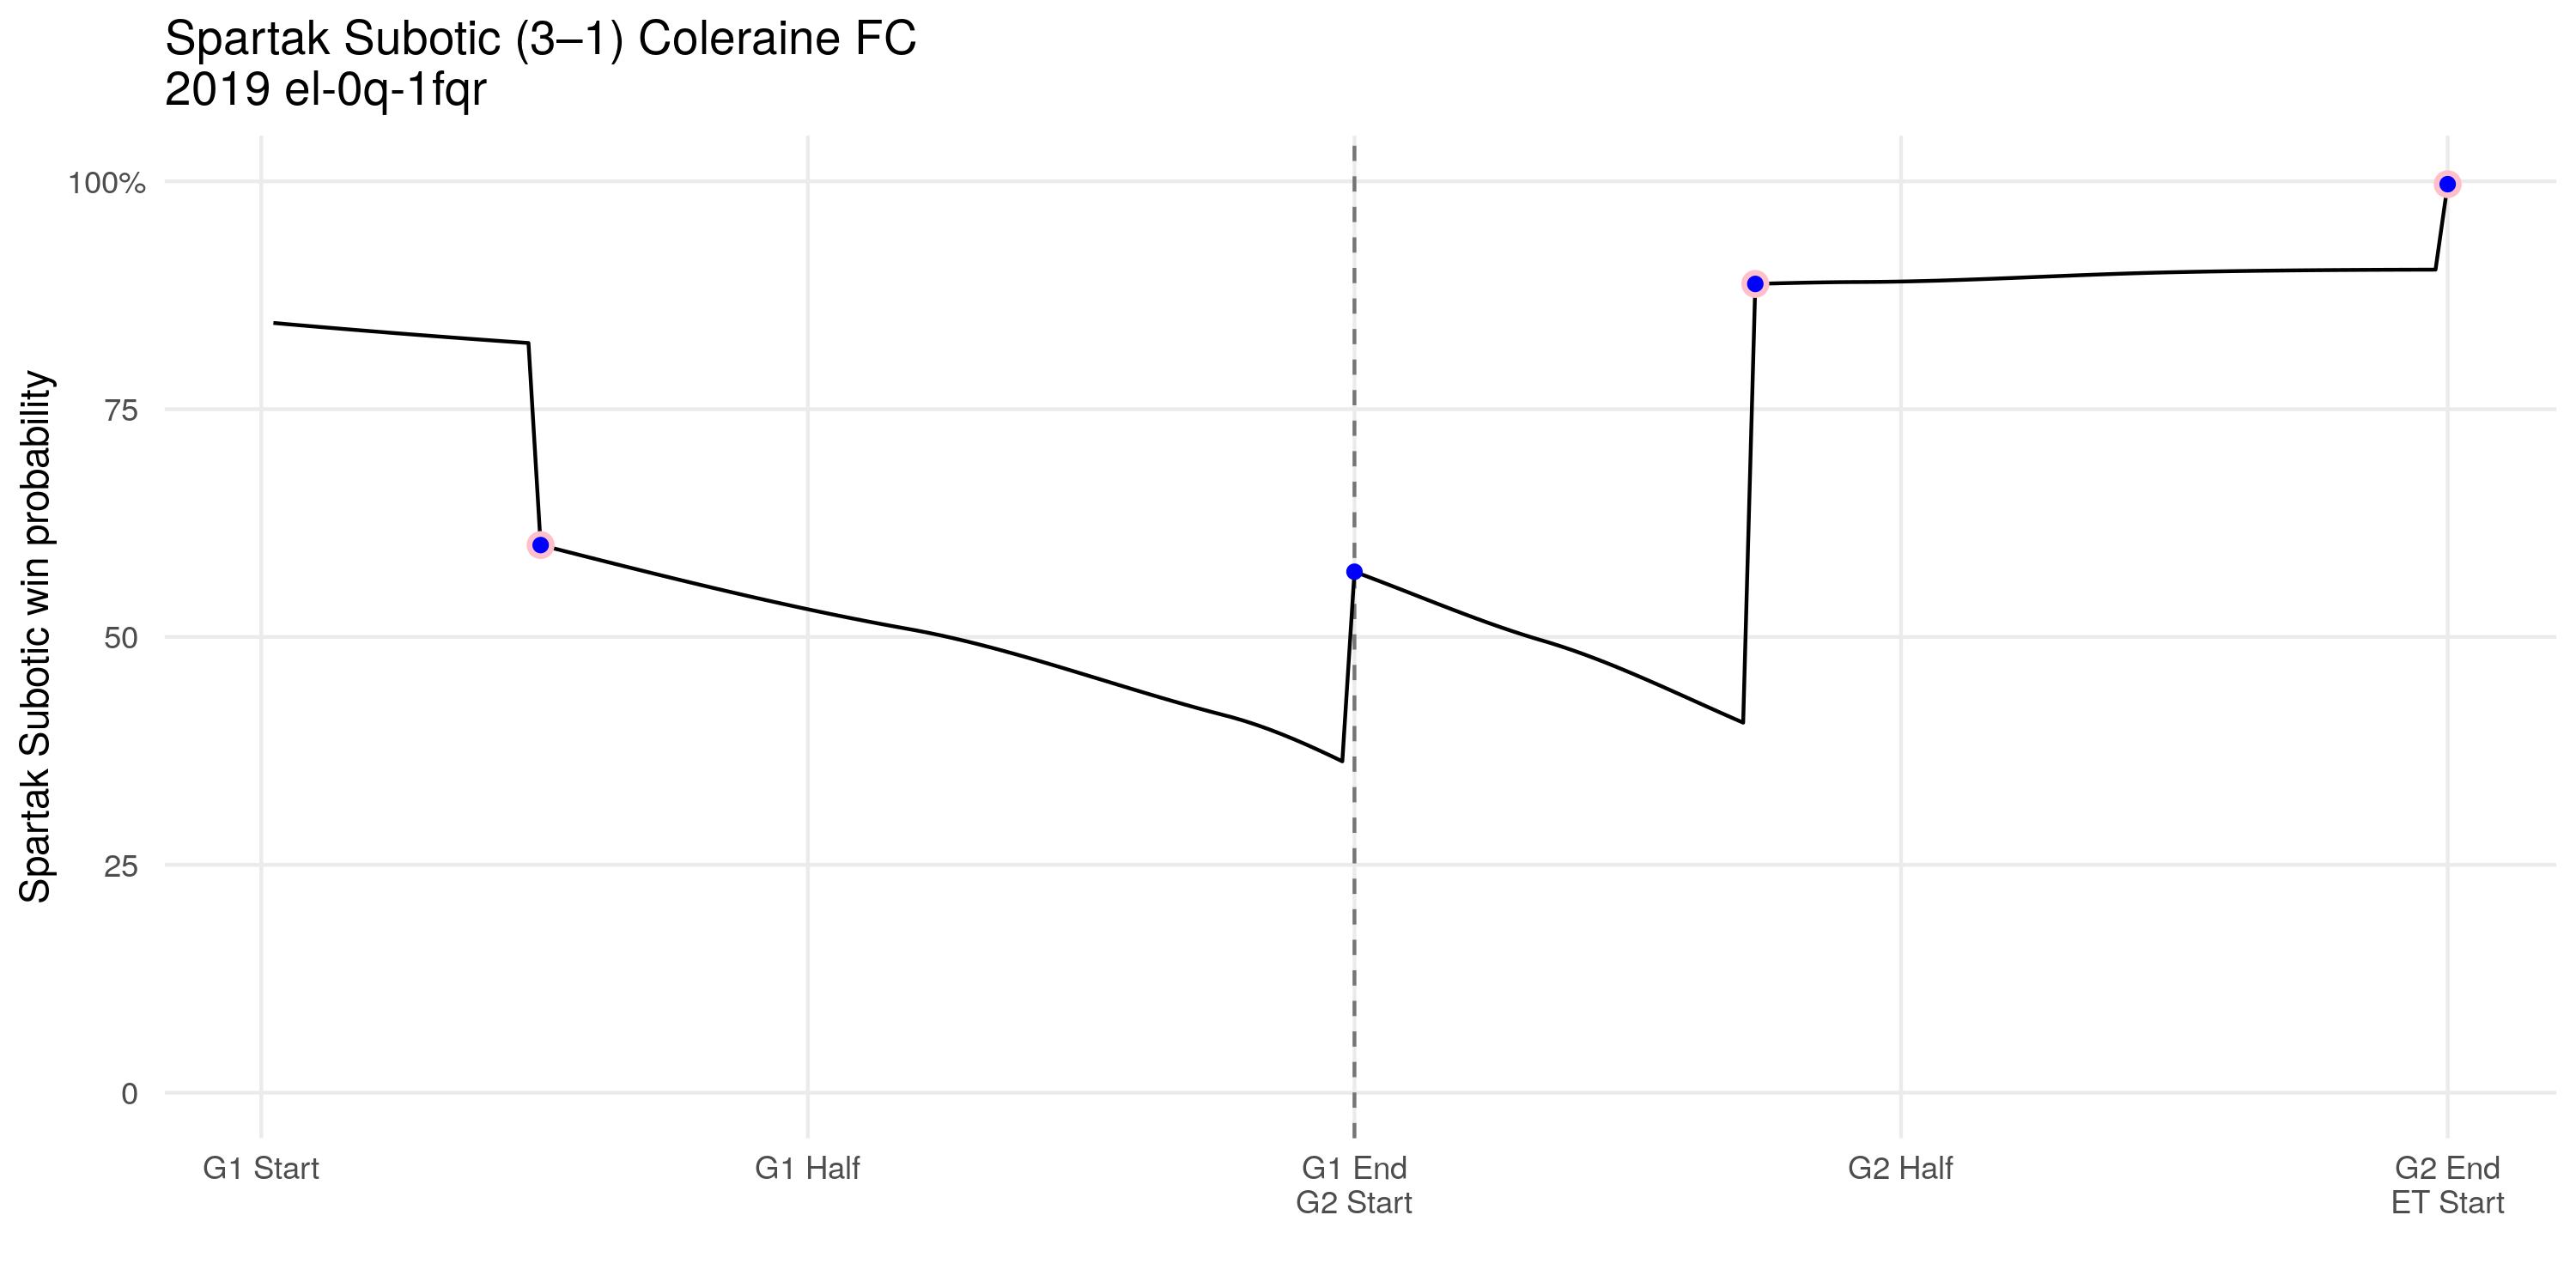 Spartak Subotic (3–1) Coleraine FC
2019 el-0q-1fqr
Spartak Subotic win probability
100%
75
50
25
0
G1 Start
G1 Half
G1 End
G2 Start
G2 Half
G2 End
ET Start